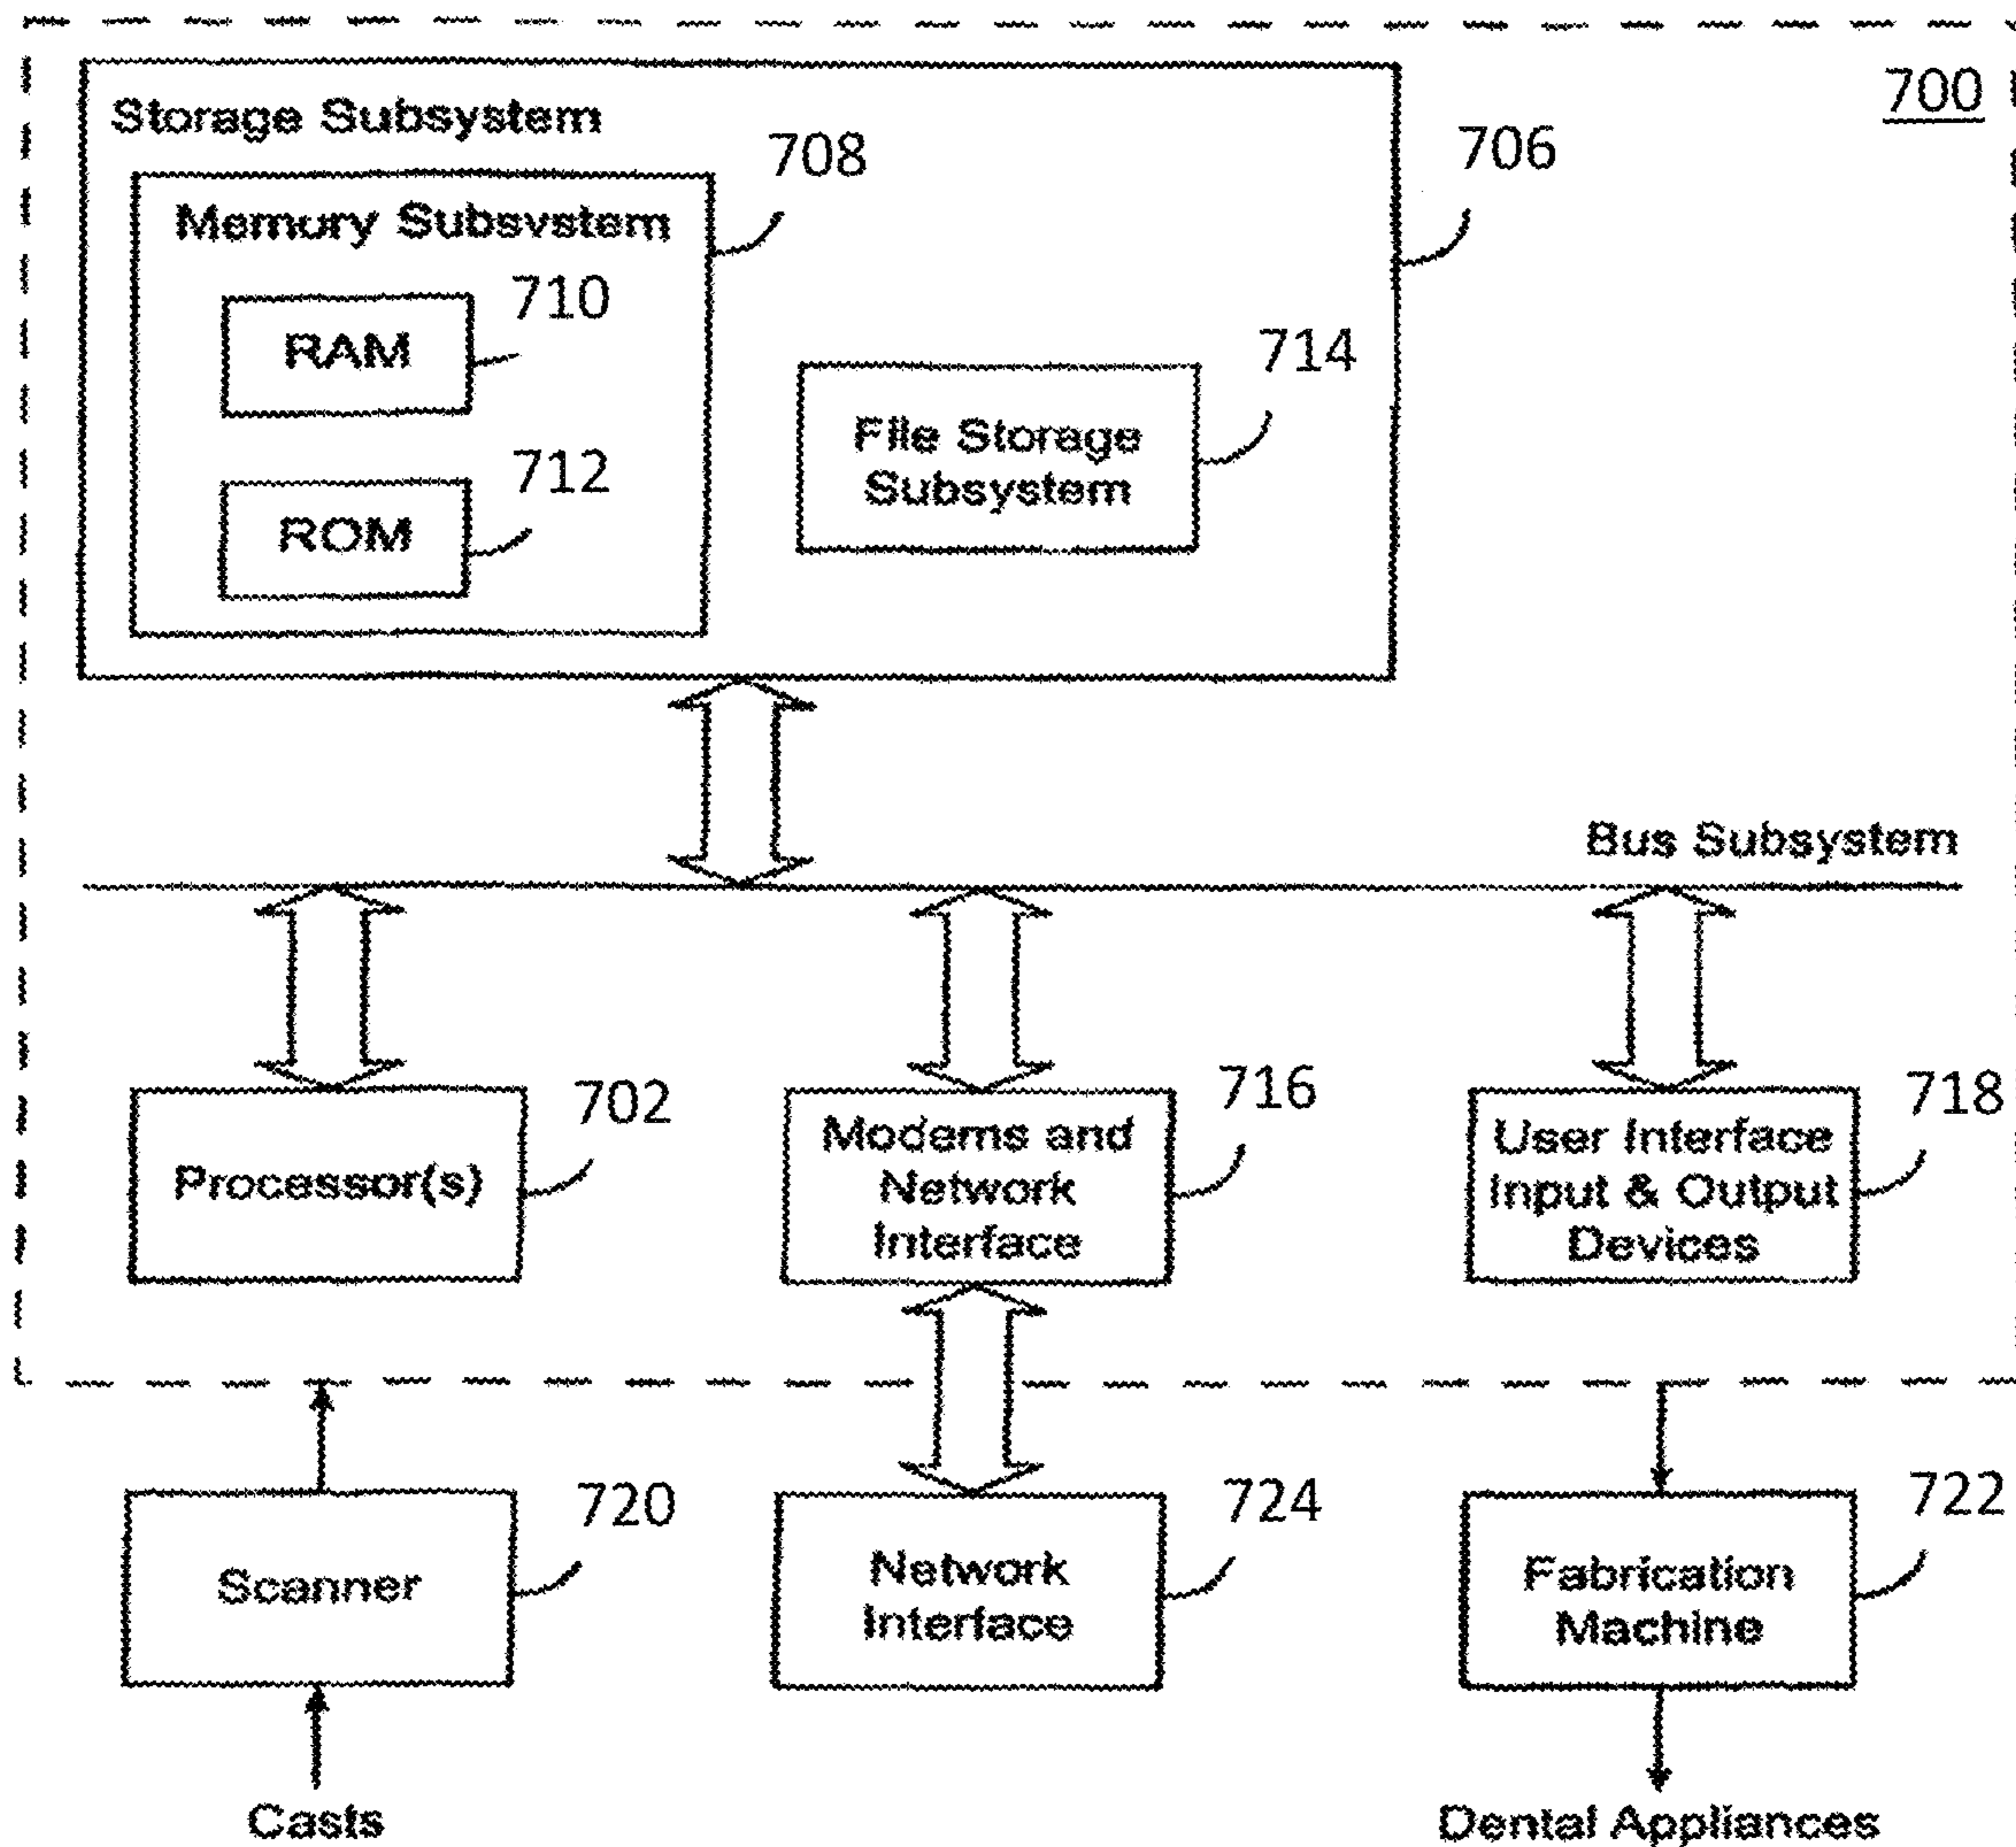 700
Storage Subsystem
708
706
Memory Subsystem
710
RAM
714
File Storage
Subsystem
712
ROM
Bus Subsystem
702
Processor(s)
716
Modems and
Network
Interface
718
User Interface
Input & Output
Devices
720
Scanner
724
Network
Interface
722
Fabrication
Machine
Casts
Dental Appliances